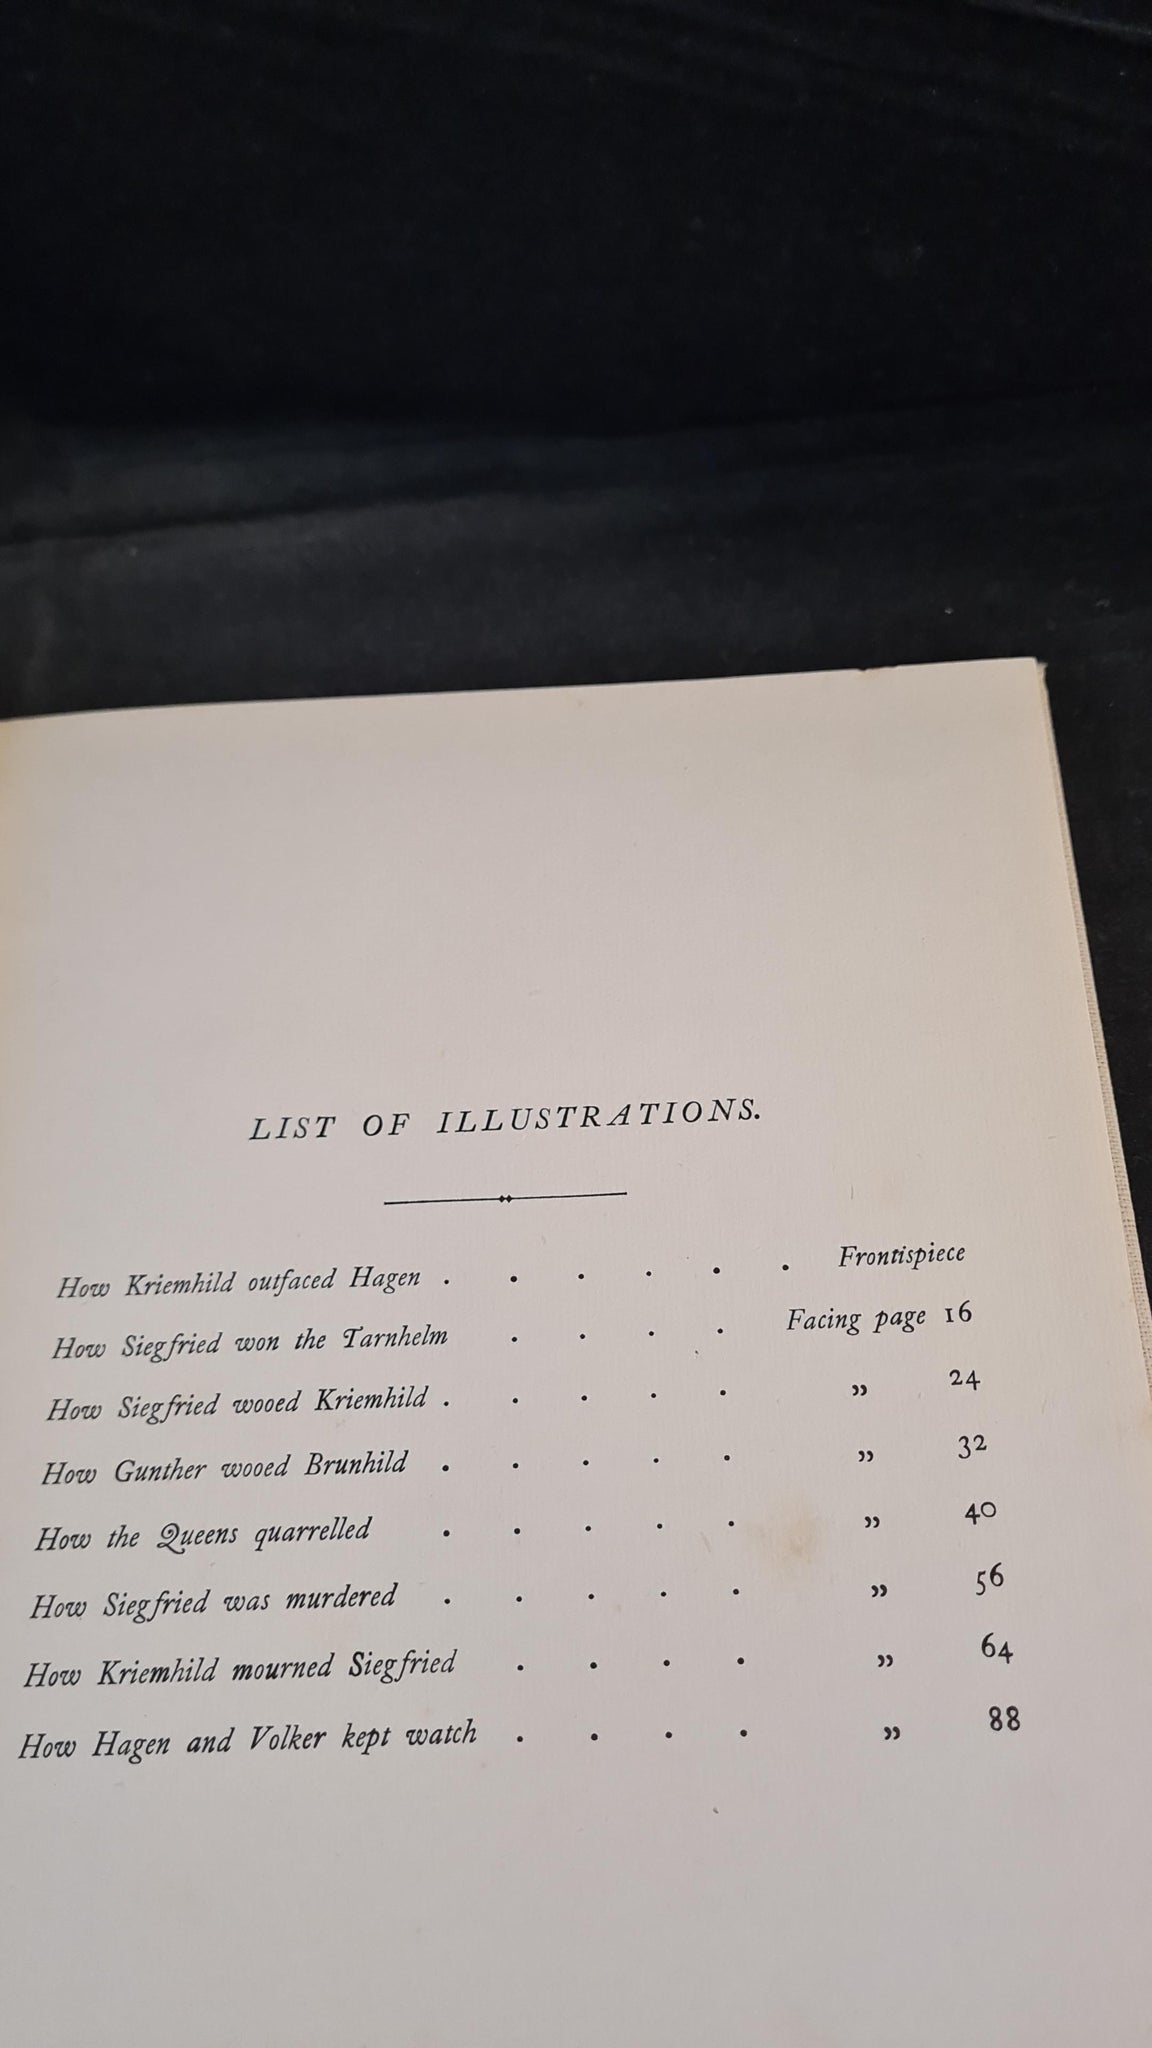 LIST OF ILLUSTRATIONS.
How Kriemhild outfaced Hagen . . . . . . Frontispiece
How Siegfried won the Tarnhelm . . . . Facing page 16
How Siegfried wooed Kriemhild . . . . . „ 24
How Gunther wooed Brunhild . . . . . „ 32
How the Queens quarrelled . . . . . „ 40
How Siegfried was murdered . . . . . „ 56
How Kriemhild mourned Siegfried . . . . „ 64
How Hagen and Volker kept watch . . . . „ 88